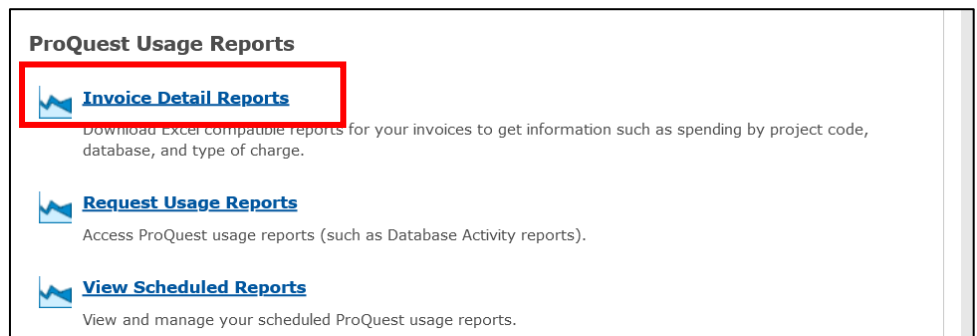 ProQuest Usage Reports
Invoice Detail Reports
Download Excel compatible reports for your invoices to get information such as spending by project code,
database, and type of charge.
Request Usage Reports
Access ProQuest usage reports (such as Database Activity reports).
View Scheduled Reports
View and manage your scheduled ProQuest usage reports.